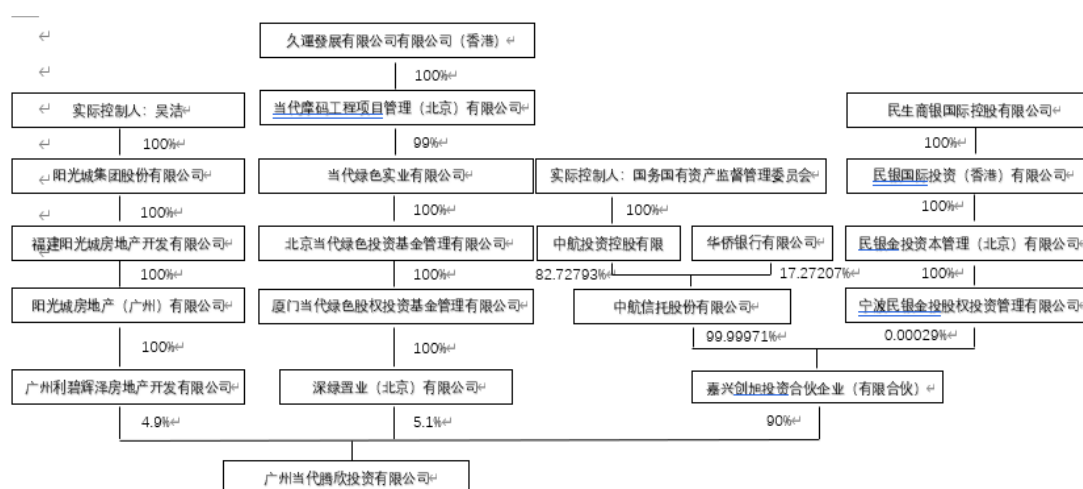 久運發展有限公司有限公司（香港）
100%
实际控制人：吴洁
当代摩码工程项目管理（北京）有限公司
民生商银国际控股有限公司
100%
99%
100%
阳光城集团股份有限公司
当代绿色实业有限公司
实际控制人：国务国有资产监督管理委员会
民银国际投资（香港）有限公司
100%
100%
100%
100%
福建阳光城房地产开发有限公司
北京当代绿色投资基金管理有限公司
中航投资控股有限
华侨银行有限公司
民银金投资本管理（北京）有限公司
100%
100%
82.72793%
17.27207%
100%
阳光城房地产（广州）有限公司
厦门当代绿色股权投资基金管理有限公司
中航信托股份有限公司
宁波民银金投股权投资管理有限公司
100%
100%
99.99971%
0.00029%
广州利碧辉泽房地产开发有限公司
深绿置业（北京）有限公司
嘉兴创旭投资合伙企业（有限合伙）
4.9%
5.1%
90%
广州当代腾欣投资有限公司